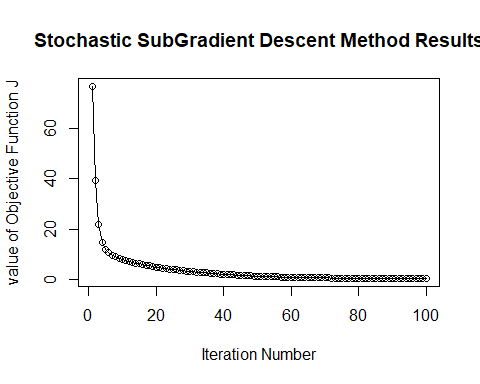 Stochastic SubGradient Descent Method Results
value of Objective Function J
60
40
20
0
0 20 40 60 80 100
Iteration Number